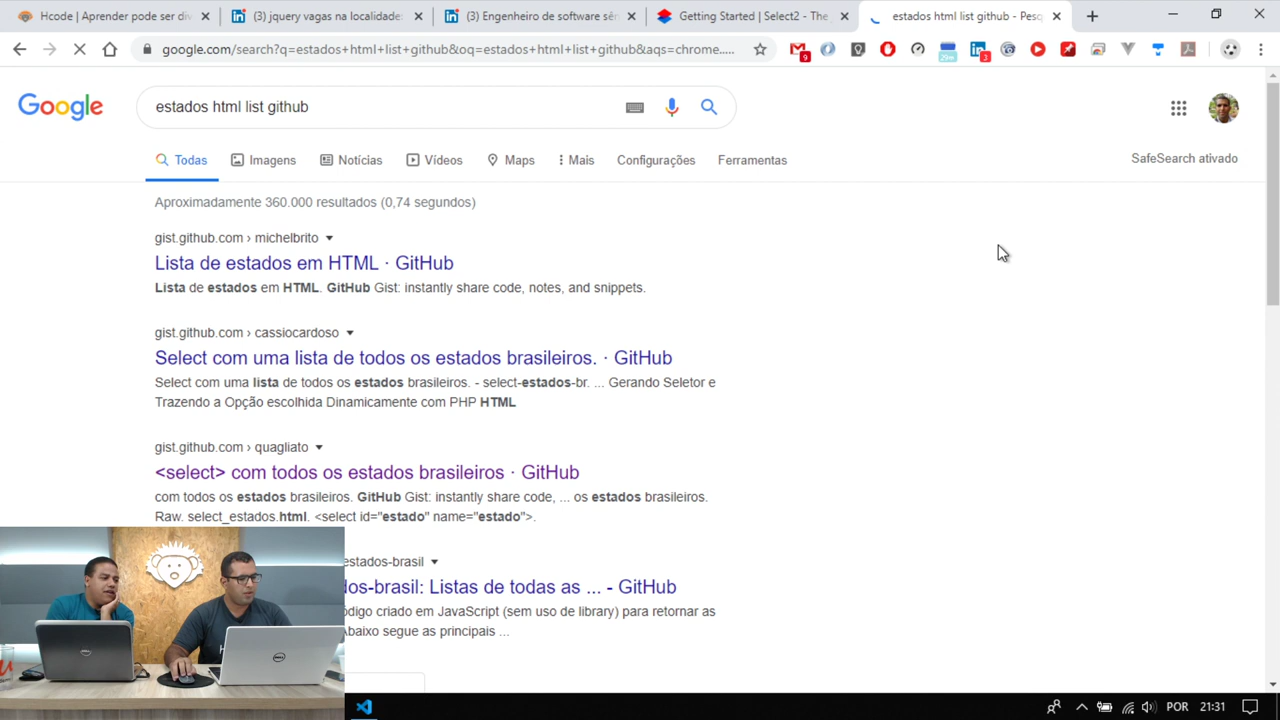 Hcode | Aprender pode ser div
(3) jquery vagas na localidade:
(3) Engenheiro de software sên
Getting Started | Select2 - The
estados html list github - Pesq
google.com/search?q=estados+html+list+github&oq=estados+html+list+github&aqs=chrome.....
9
29m
3
Google
estados html list github
Todas
Imagens
Notícias
Vídeos
Maps
Mais
Configurações
Ferramentas
SafeSearch ativado
Aproximadamente 360.000 resultados (0,74 segundos)
gist.github.com › michelbrito
Lista de estados em HTML · GitHub
Lista de estados em HTML. GitHub Gist: instantly share code, notes, and snippets.
gist.github.com › cassiocardoso
Select com uma lista de todos os estados brasileiros. · GitHub
Select com uma lista de todos os estados brasileiros. - select-estados-br. ... Gerando Seletor e
Trazendo a Opção escolhida Dinamicamente com PHP HTML
gist.github.com › quagliato
<select> com todos os estados brasileiros · GitHub
com todos os estados brasileiros. GitHub Gist: instantly share code, ... os estados brasileiros.
Raw. select_estados.html. <select id="estado" name="estado">.
estados-brasil
dos-brasil: Listas de todas as ... - GitHub
ódigo criado em JavaScript (sem uso de library) para retornar as
Abaixo segue as principais ...
POR
21:31